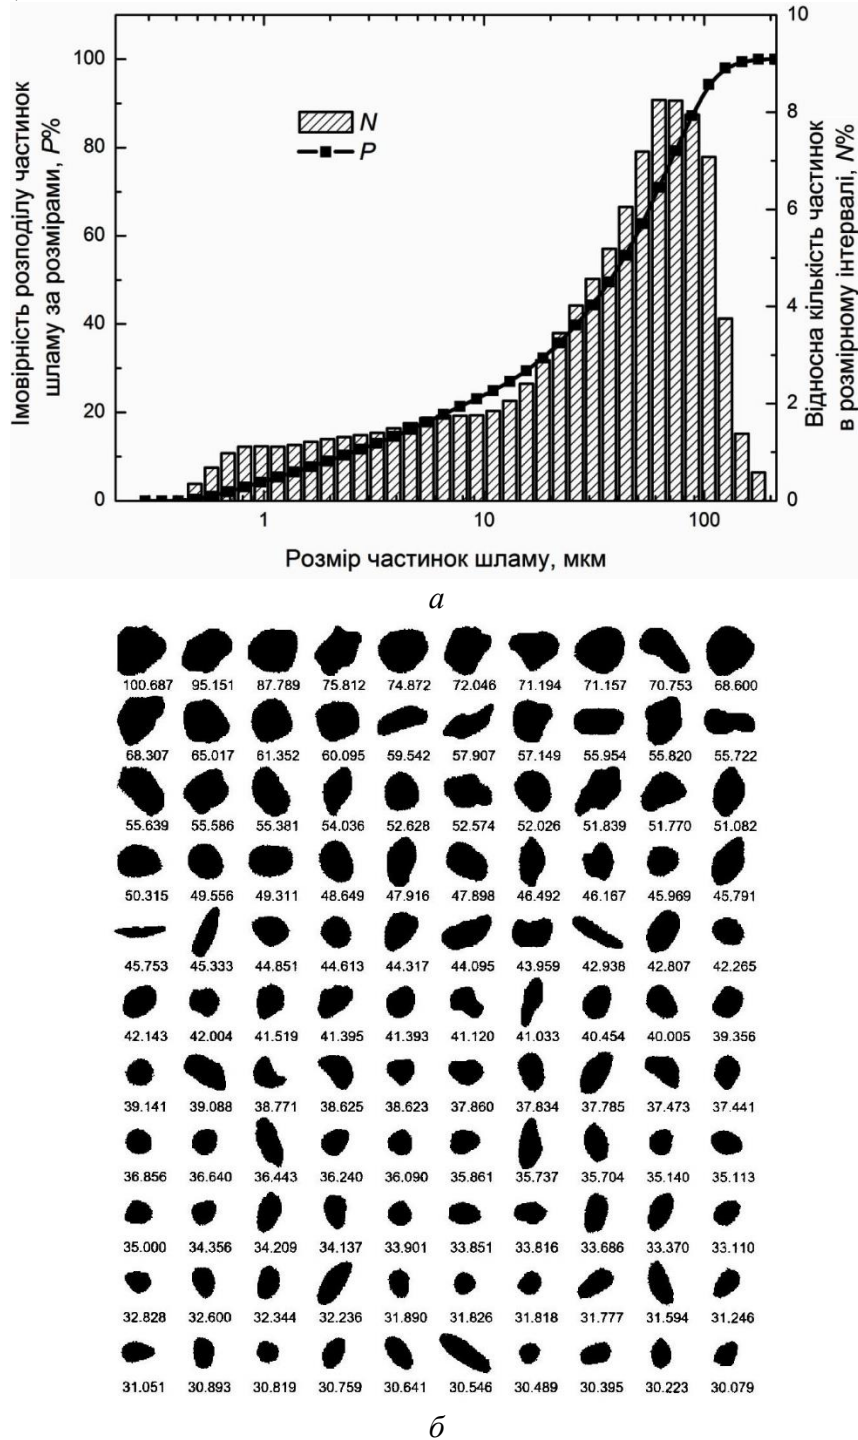 100
80
60
40
20
0
10
8
6
4
2
0
N
P
Імовірність розподілу частинок
шламу за розмірами, P%
Відносна кількість частинок
в розмірному інтервалі, N%
1 10 100
Розмір частинок шламу, мкм
а
100.687 95.151 87.789 75.812 74.872 72.046 71.194 71.157 70.753 68.600
68.307 65.017 61.352 60.095 59.542 57.907 57.149 55.954 55.820 55.722
55.639 55.586 55.381 54.036 52.628 52.574 52.026 51.839 51.770 51.082
50.315 49.556 49.311 48.649 47.916 47.898 46.492 46.167 45.969 45.791
45.753 45.333 44.851 44.613 44.317 44.095 43.959 42.938 42.807 42.265
42.143 42.004 41.519 41.395 41.393 41.120 41.033 40.454 40.005 39.356
39.141 39.088 38.771 38.625 38.623 37.860 37.834 37.785 37.473 37.441
36.856 36.640 36.443 36.240 36.090 35.861 35.737 35.704 35.140 35.113
35.000 34.356 34.209 34.137 33.901 33.851 33.816 33.686 33.370 33.110
32.828 32.600 32.344 32.236 31.890 31.826 31.818 31.777 31.594 31.246
31.051 30.893 30.819 30.759 30.641 30.546 30.489 30.395 30.223 30.079
б